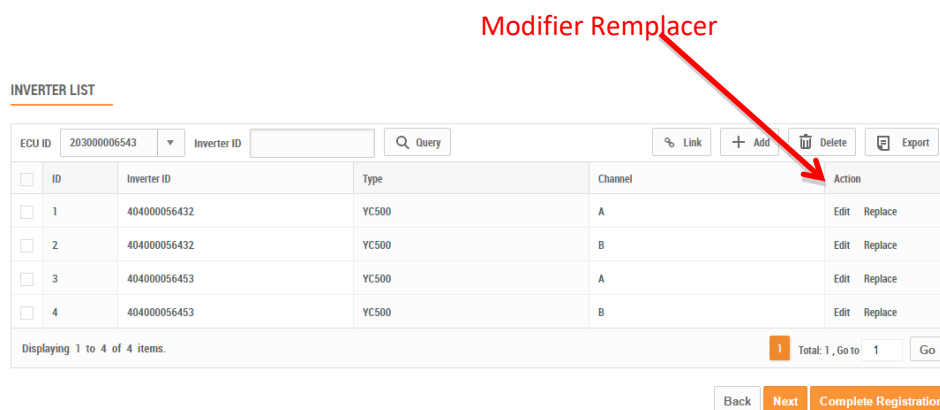 Modifier Remplacer
INVERTER LIST
ECU ID 203000006543 Inverter ID Query Link Add Delete Export
ID Inverter ID Type Channel Action
1 404000056432 YC500 A Edit Replace
2 404000056432 YC500 B Edit Replace
3 404000056453 YC500 A Edit Replace
4 404000056453 YC500 B Edit Replace
Displaying 1 to 4 of 4 items. 1 Total: 1 , Go to 1 Go
Back Next Complete Registration